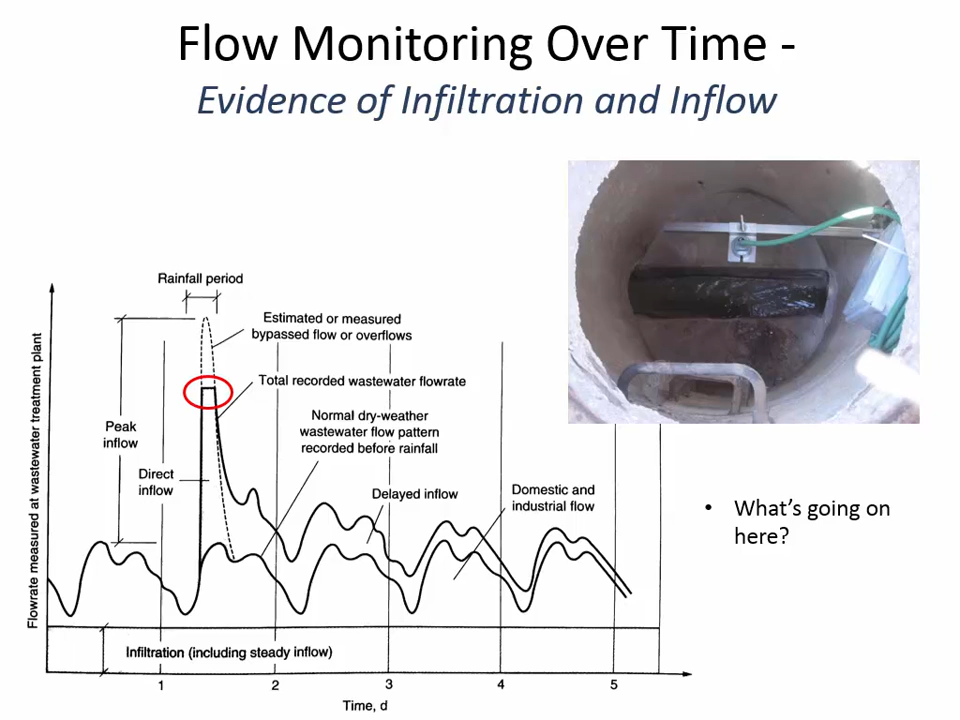 Flow Monitoring Over Time -
Evidence of Infiltration and Inflow
Rainfall period
Estimated or measured
bypassed flow or overflows
Total recorded wastewater flowrate
Normal dry-weather
wastewater flow pattern
recorded before rainfall
Peak
inflow
Direct
inflow
Delayed inflow
Domestic and
industrial flow
Flowrate measured at wastewater treatment plant
Infiltration (including steady inflow)
1
2
3
4
5
Time, d
• What’s going on
here?